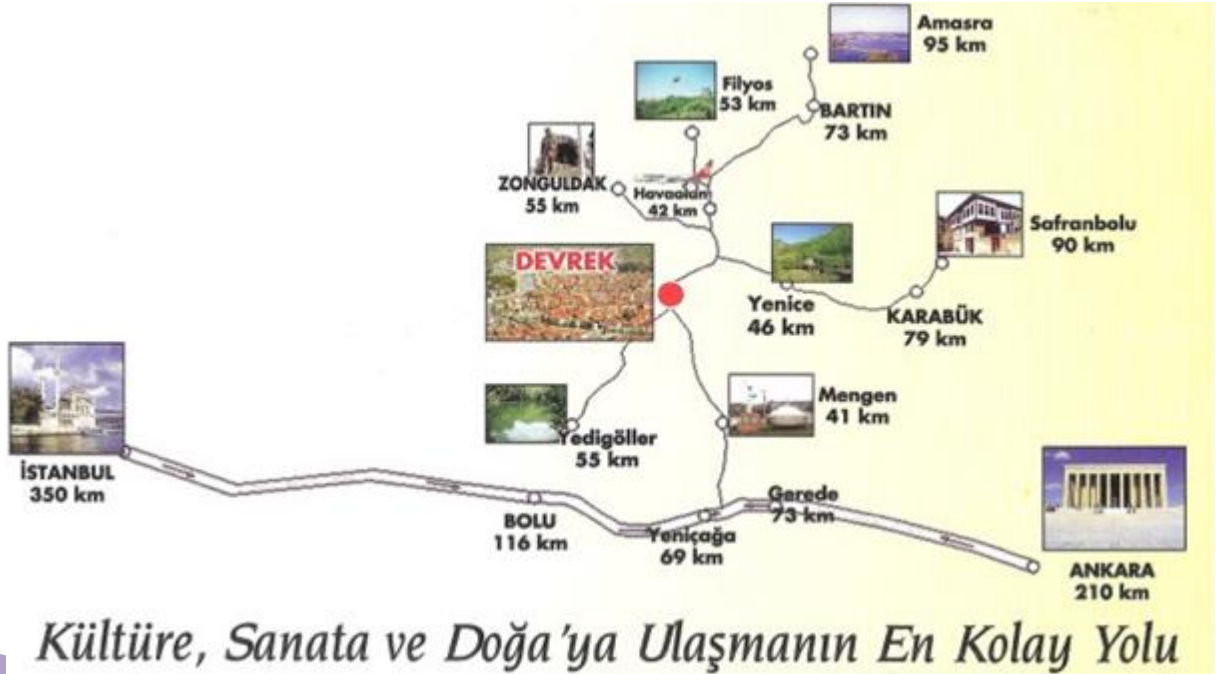 Amasra
95 km
Filyos
53 km
BARTIN
73 km
ZONGULDAK
55 km
Havaalanı
42 km
Safranbolu
90 km
DEVREK
Yenice
46 km
KARABÜK
79 km
Mengen
41 km
Yedigöller
55 km
İSTANBUL
350 km
Gerede
73 km
BOLU
116 km
Yeniçağa
69 km
ANKARA
210 km
Kültüre, Sanata ve Doğa'ya Ulaşmanın En Kolay Yolu